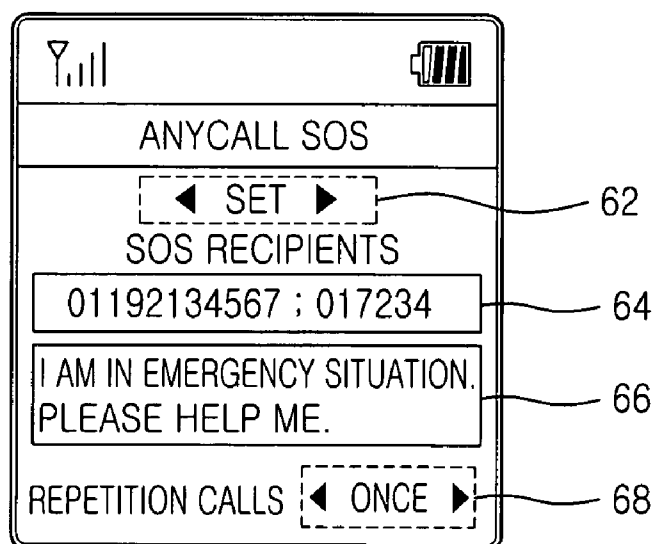 ANYCALL SOS
◀ SET ▶ 62
SOS RECIPIENTS
01192134567 ; 017234 64
I AM IN EMERGENCY SITUATION.
PLEASE HELP ME. 66
REPETITION CALLS ◀ ONCE ▶ 68